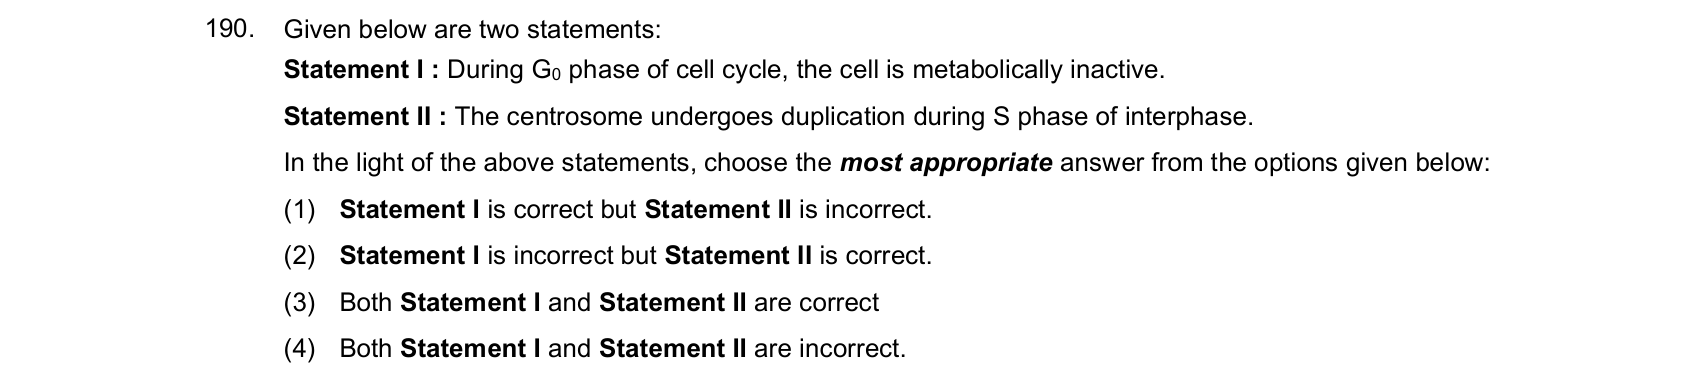 190. Given below are two statements:
Statement I : During G₀ phase of cell cycle, the cell is metabolically inactive.
Statement II : The centrosome undergoes duplication during S phase of interphase.
In the light of the above statements, choose the most appropriate answer from the options given below:
(1) Statement I is correct but Statement II is incorrect.
(2) Statement I is incorrect but Statement II is correct.
(3) Both Statement I and Statement II are correct
(4) Both Statement I and Statement II are incorrect.